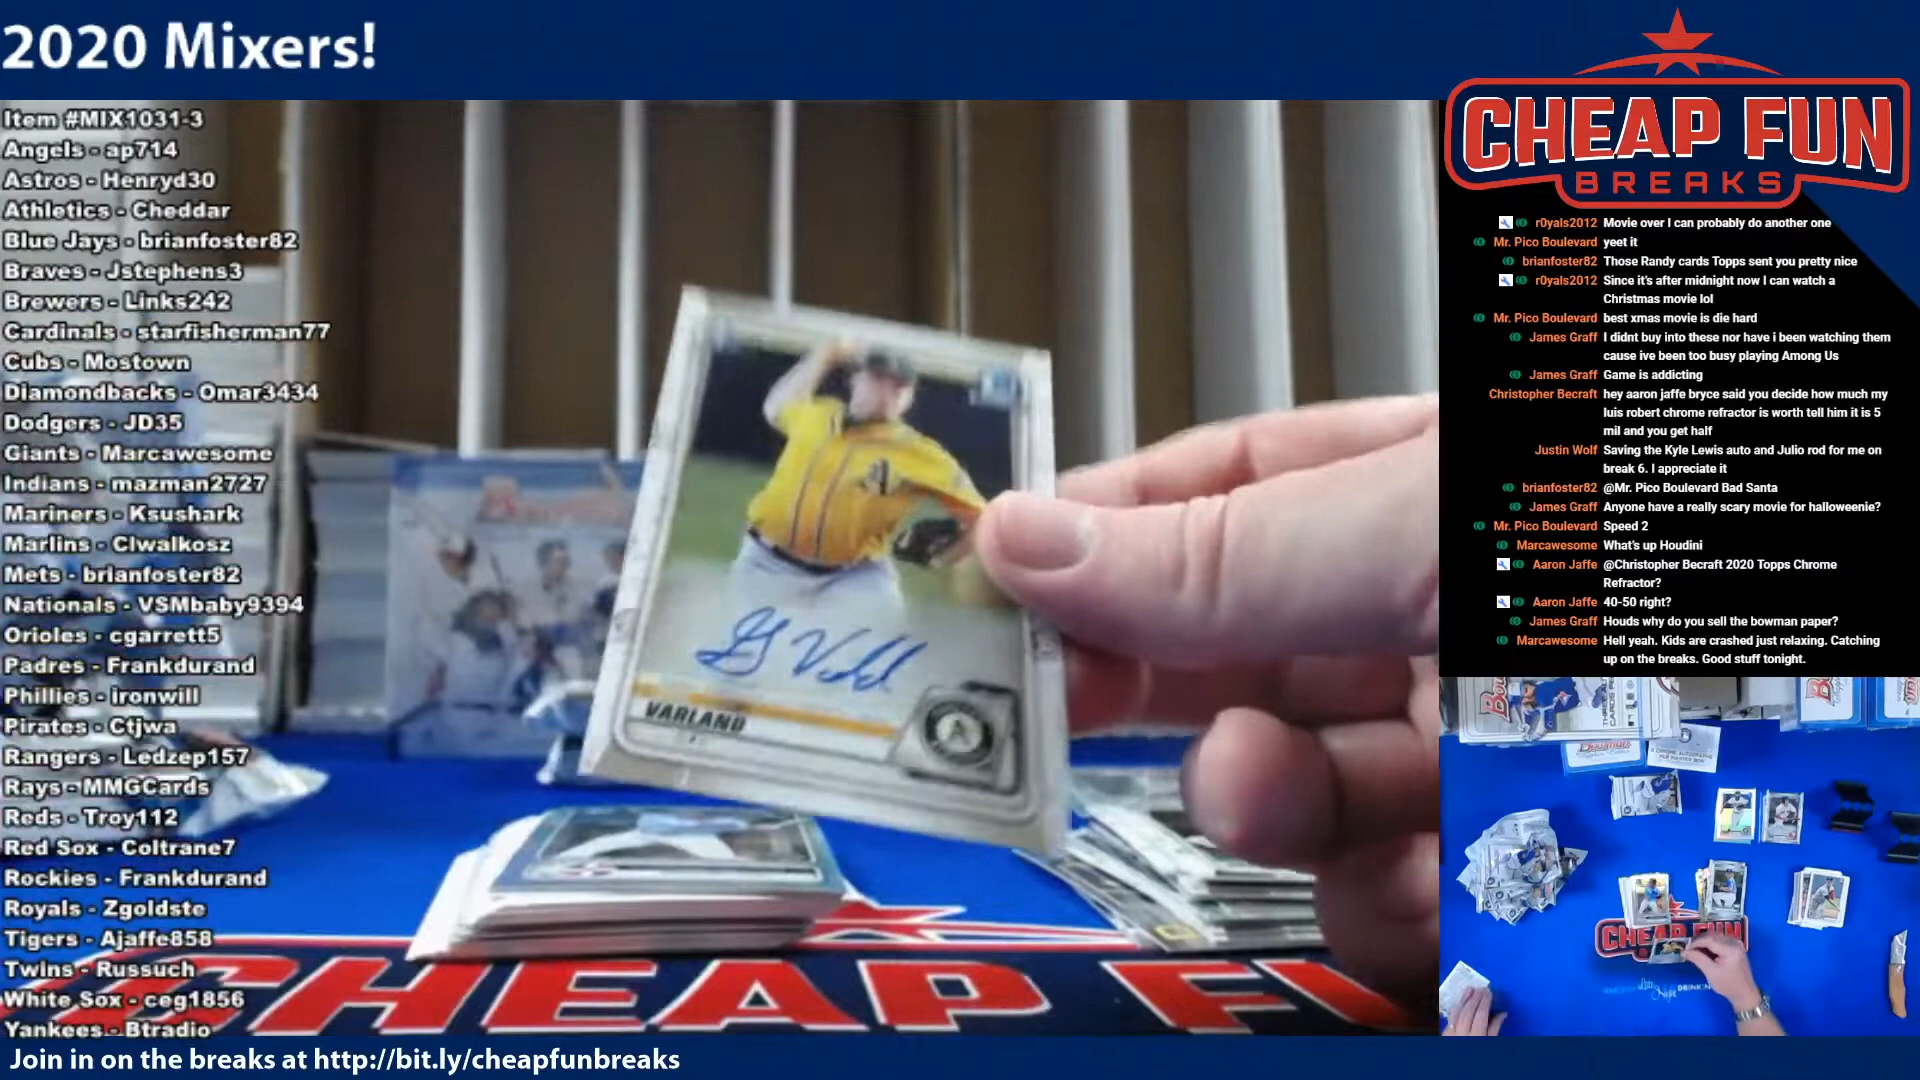 2020 Mixers!
Item #MIX1031-3
Angels - ap714
Astros - Henryd30
Athletics - Cheddar
Blue Jays - brianfoster82
Braves - Jstephens3
Brewers - Links242
Cardinals - starfisherman77
Cubs - Mostown
Diamondbacks - Omar3434
Dodgers - JD35
Giants - Marcawesome
Indians - mazman2727
Mariners - Ksushark
Marlins - Clwalkosz
Mets - brianfoster82
Nationals - VSMbaby9394
Orioles - cgarrett5
Padres - Frankdurand
Phillies - ironwill
Pirates - Ctjwa
Rangers - Ledzep157
Rays - MMGCards
Reds - Troy112
Red Sox - Coltrane7
Rockies - Frankdurand
Royals - Zgoldste
Tigers - Ajaffe858
Twins - Russuch
White Sox - ceg1856
Yankees - Btradio
Join in on the breaks at http://bit.ly/cheapfunbreaks
A
VARLAND
A
CHEAP FU
CHEAP FUN
BREAKS
r0yals2012 Movie over I can probably do another one
Mr. Pico Boulevard yeet it
brianfoster82 Those Randy cards Topps sent you pretty nice
r0yals2012 Since it's after midnight now I can watch a
Christmas movie lol
Mr. Pico Boulevard best xmas movie is die hard
James Graff I didnt buy into these nor have i been watching them
cause ive been too busy playing Among Us
James Graff Game is addicting
Christopher Becraft hey aaron jaffe bryce said you decide how much my
luis robert chrome refractor is worth tell him it is 5
mil and you get half
Justin Wolf Saving the Kyle Lewis auto and Julio rod for me on
break 6. I appreciate it
brianfoster82 @Mr. Pico Boulevard Bad Santa
James Graff Anyone have a really scary movie for halloweenie?
Mr. Pico Boulevard Speed 2
Marcawesome What's up Houdini
Aaron Jaffe @Christopher Becraft 2020 Topps Chrome
Refractor?
Aaron Jaffe 40-50 right?
James Graff Houds why do you sell the bowman paper?
Marcawesome Hell yeah. Kids are crashed just relaxing. Catching
up on the breaks. Good stuff tonight.
Bowman
CHEAP FUN